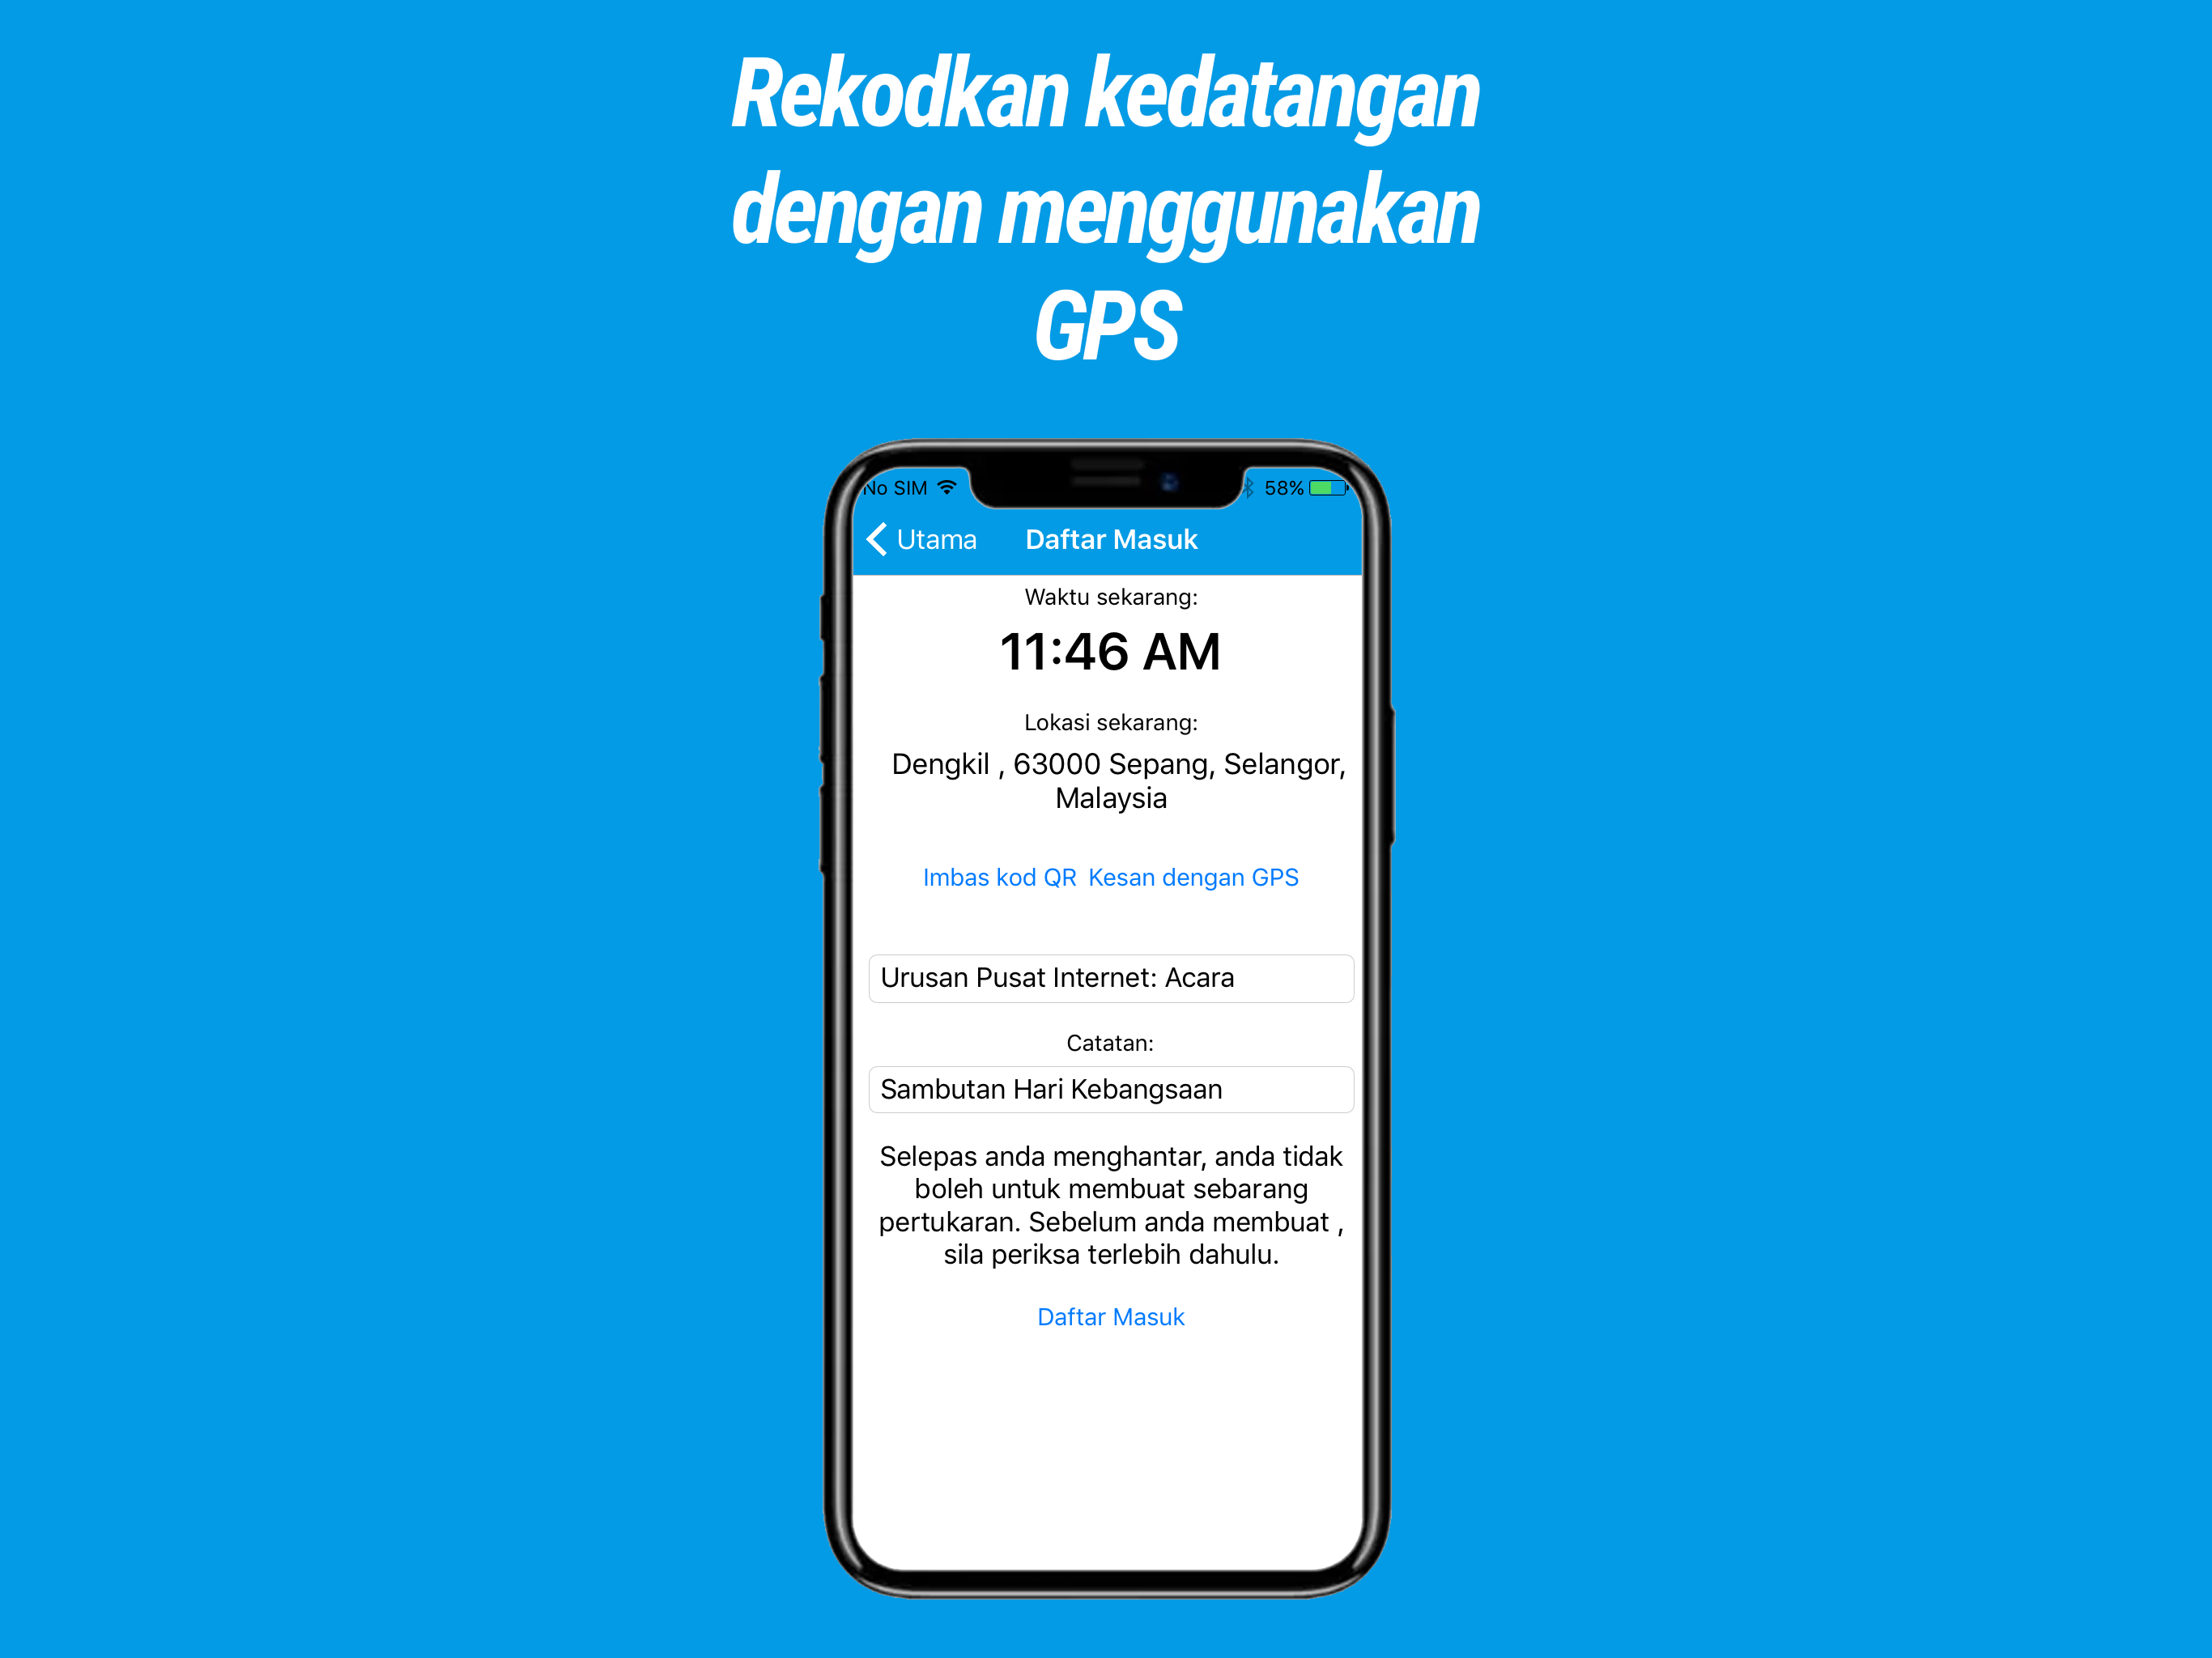 Rekodkan kedatangan
dengan menggunakan
GPS
No SIM 58%
Utama Daftar Masuk
Waktu sekarang:
11:46 AM
Lokasi sekarang:
Dengkil , 63000 Sepang, Selangor,
Malaysia
Imbas kod QR Kesan dengan GPS
Urusan Pusat Internet: Acara
Catatan:
Sambutan Hari Kebangsaan
Selepas anda menghantar, anda tidak
boleh untuk membuat sebarang
pertukaran. Sebelum anda membuat ,
sila periksa terlebih dahulu.
Daftar Masuk